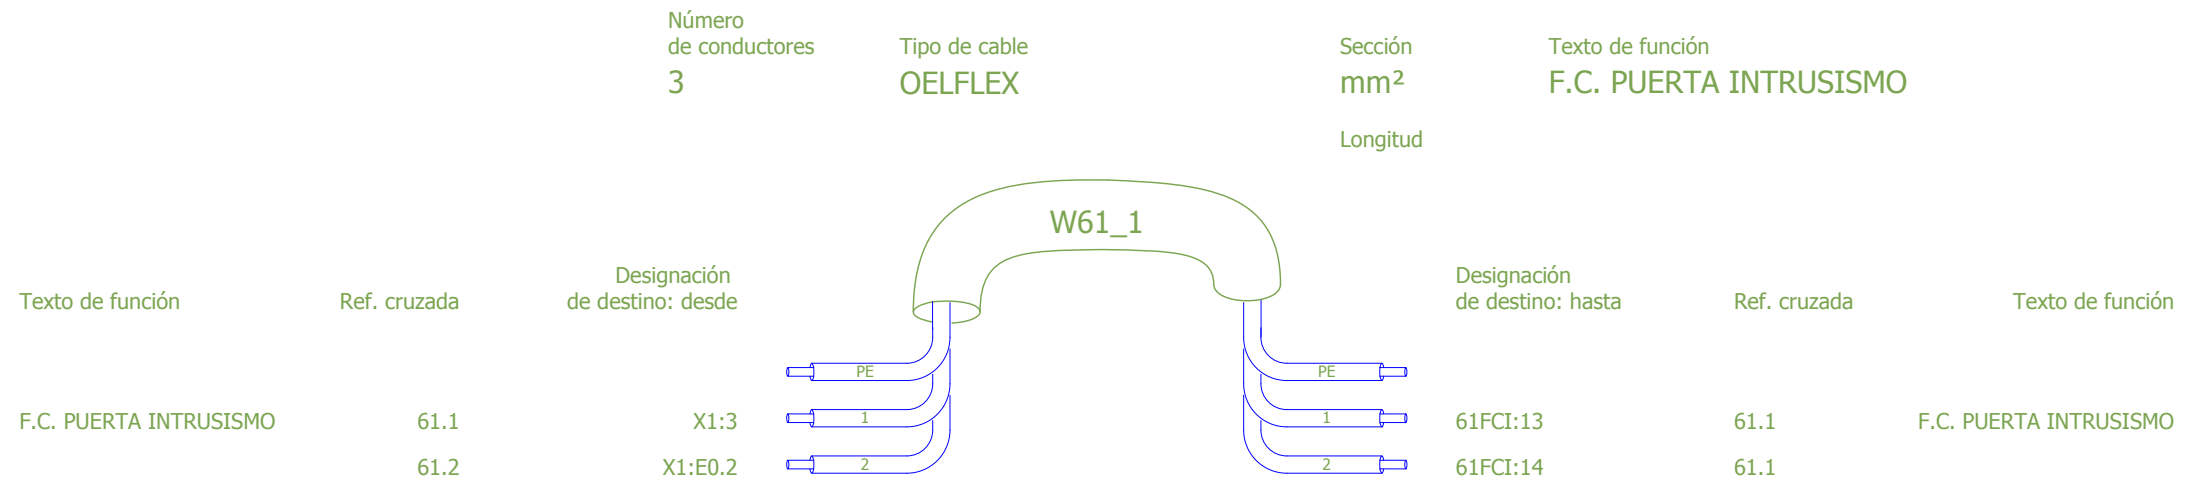 Número
de conductores
Tipo de cable
Sección
Texto de función
3
OELFLEX
mm²
F.C. PUERTA INTRUSISMO
Longitud
W61_1
Texto de función
Ref. cruzada
Designación
de destino: desde
Designación
de destino: hasta
Ref. cruzada
Texto de función
PE
PE
F.C. PUERTA INTRUSISMO
61.1
X1:3
1
1
61FCI:13
61.1
F.C. PUERTA INTRUSISMO
61.2
X1:E0.2
2
2
61FCI:14
61.1